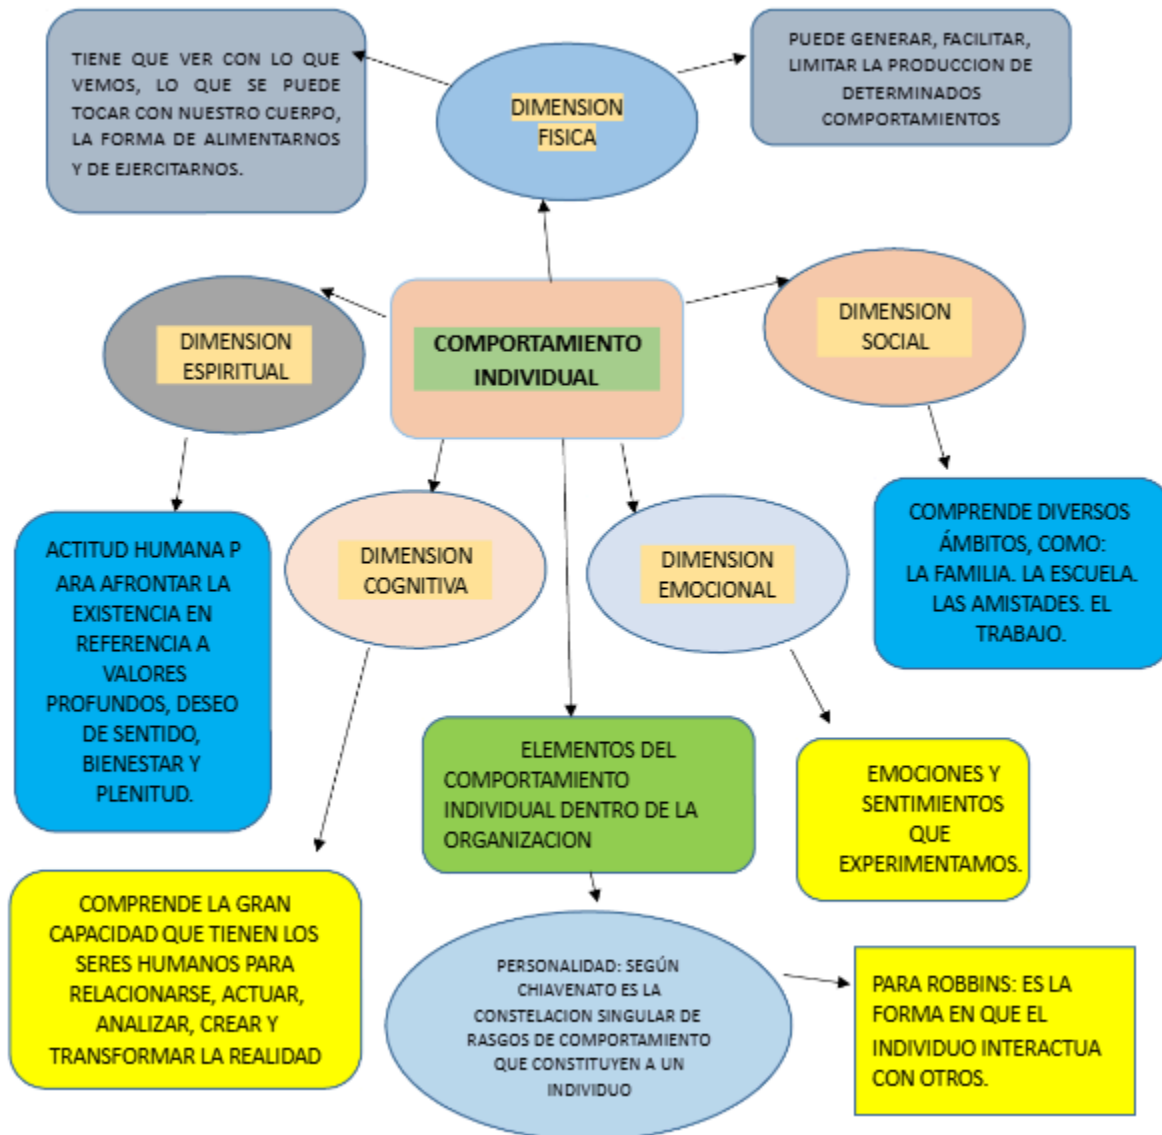 TIENE QUE VER CON LO QUE
VEMOS, LO QUE SE PUEDE
TOCAR CON NUESTRO CUERPO,
LA FORMA DE ALIMENTARNOS
Y DE EJERCITARNOS.
DIMENSION
FISICA
PUEDE GENERAR, FACILITAR,
LIMITAR LA PRODUCCION DE
DETERMINADOS
COMPORTAMIENTOS
DIMENSION
ESPIRITUAL
COMPORTAMIENTO
INDIVIDUAL
DIMENSION
SOCIAL
ACTITUD HUMANA P
ARA AFRONTAR LA
EXISTENCIA EN
REFERENCIA A
VALORES
PROFUNDOS, DESEO
DE SENTIDO,
BIENESTAR Y
PLENITUD.
DIMENSION
COGNITIVA
DIMENSION
EMOCIONAL
COMPRENDE DIVERSOS
ÁMBITOS, COMO:
LA FAMILIA. LA ESCUELA.
LAS AMISTADES. EL
TRABAJO.
ELEMENTOS DEL
COMPORTAMIENTO
INDIVIDUAL DENTRO DE LA
ORGANIZACION
EMOCIONES Y
SENTIMIENTOS
QUE
EXPERIMENTAMOS.
COMPRENDE LA GRAN
CAPACIDAD QUE TIENEN LOS
SERES HUMANOS PARA
RELACIONARSE, ACTUAR,
ANALIZAR, CREAR Y
TRANSFORMAR LA REALIDAD
PERSONALIDAD: SEGÚN
CHIAVENATO ES LA
CONSTELACION SINGULAR DE
RASGOS DE COMPORTAMIENTO
QUE CONSTITUYEN A UN
INDIVIDUO
PARA ROBBINS: ES LA
FORMA EN QUE EL
INDIVIDUO INTERACTUA
CON OTROS.